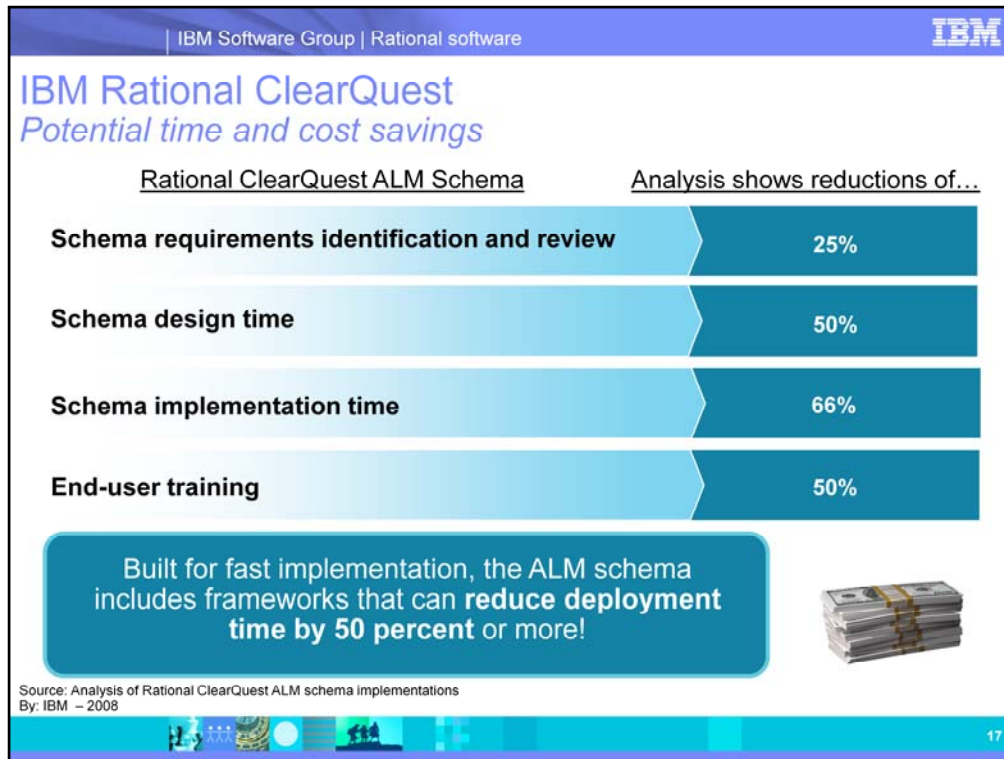 IBM Software Group | Rational software
IBM
IBM Rational ClearQuest
Potential time and cost savings
Rational ClearQuest ALM Schema
Analysis shows reductions of…
Schema requirements identification and review
25%
Schema design time
50%
Schema implementation time
66%
End-user training
50%
Built for fast implementation, the ALM schema
includes frameworks that can reduce deployment
time by 50 percent or more!
Source: Analysis of Rational ClearQuest ALM schema implementations
By: IBM – 2008
17